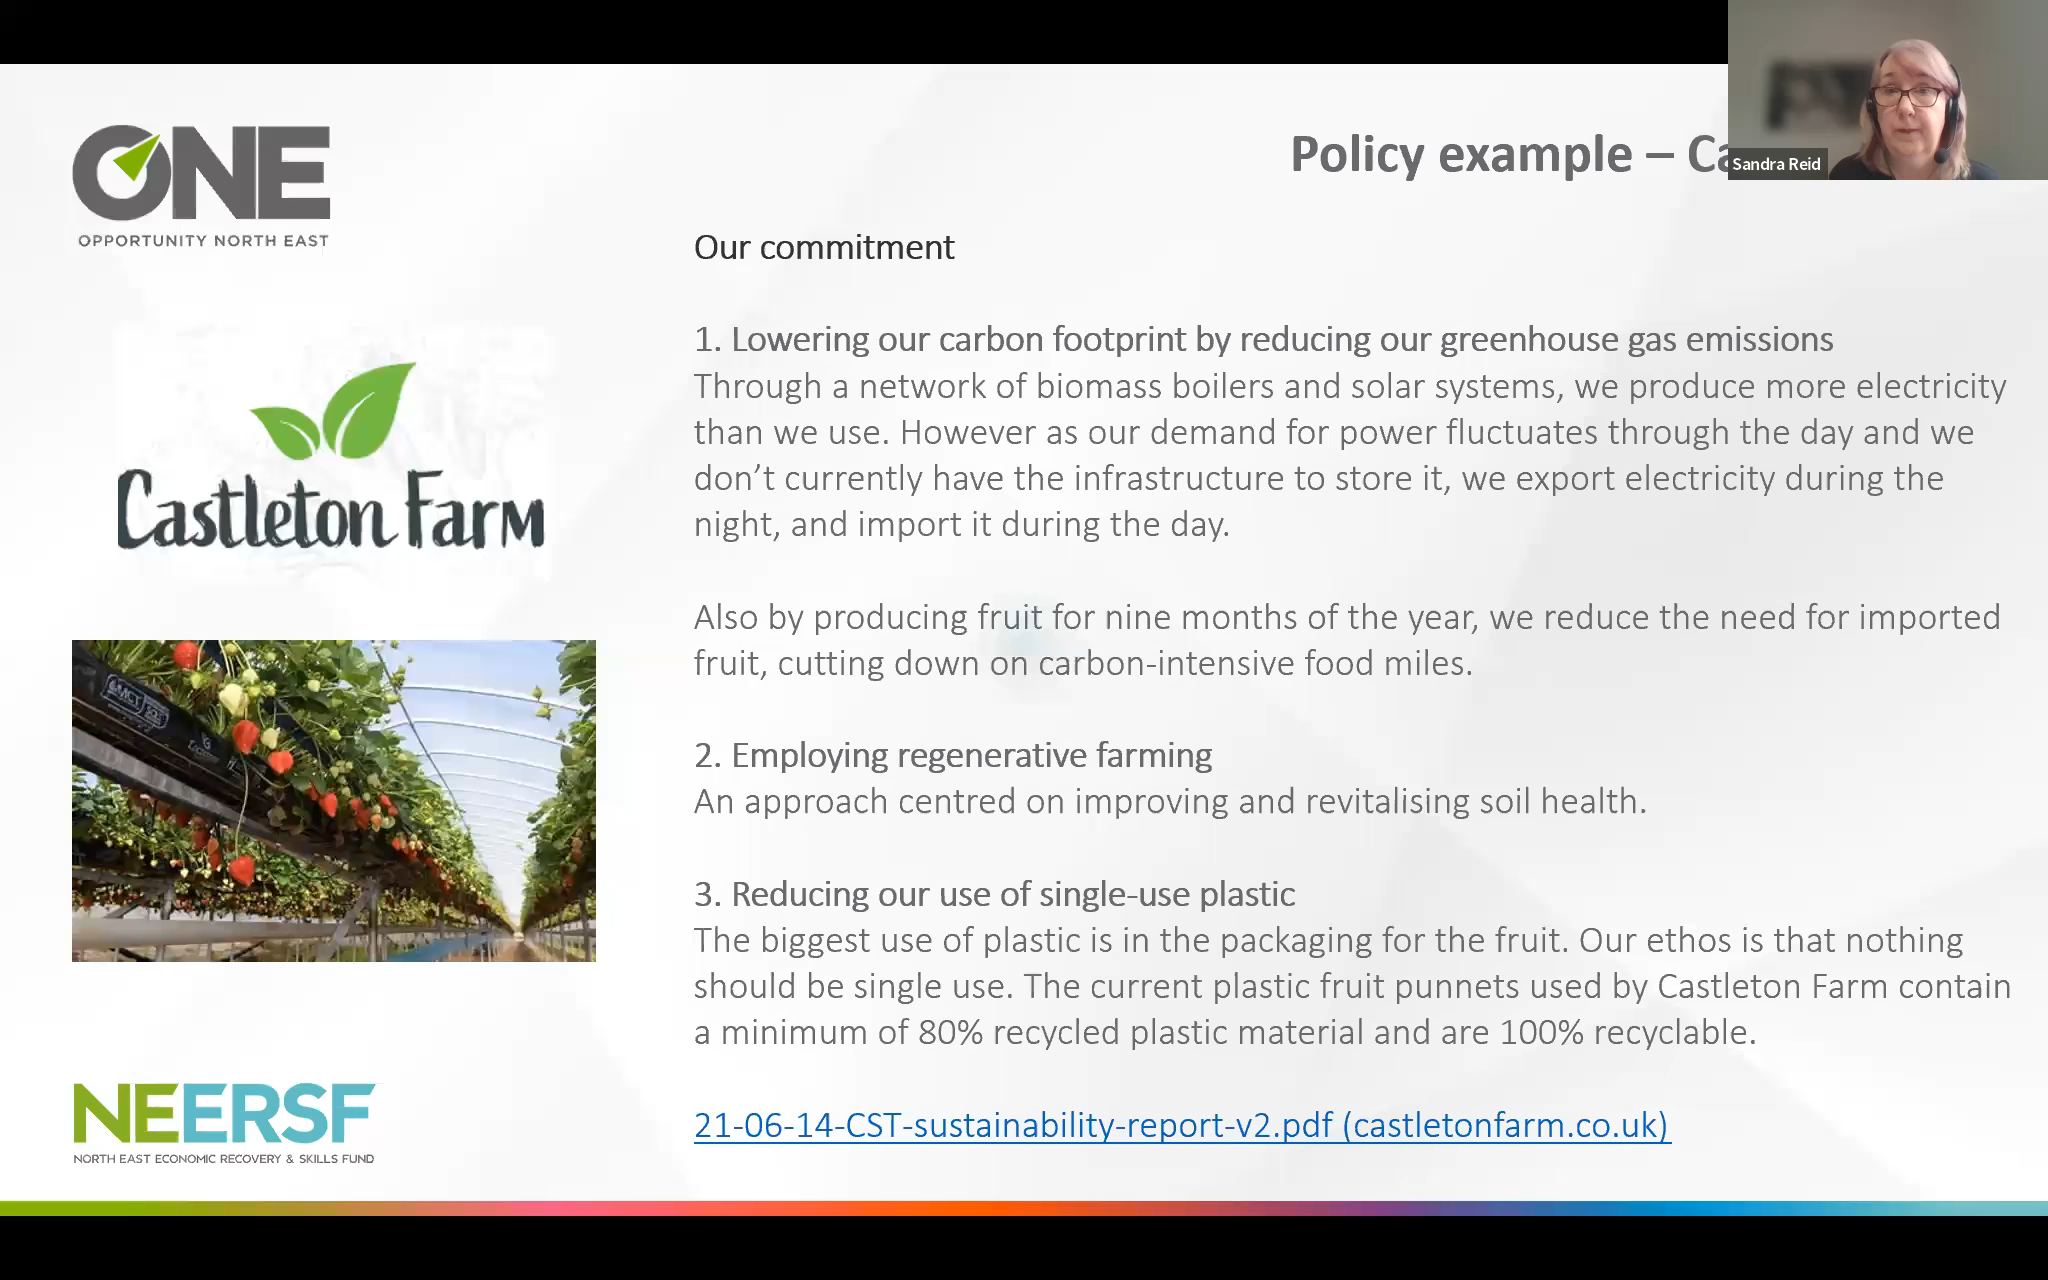 ONE
OPPORTUNITY NORTH EAST
Policy example –
Sandra Reid
Our commitment
1. Lowering our carbon footprint by reducing our greenhouse gas emissions
Through a network of biomass boilers and solar systems, we produce more electricity
than we use. However as our demand for power fluctuates through the day and we
don’t currently have the infrastructure to store it, we export electricity during the
night, and import it during the day.
Also by producing fruit for nine months of the year, we reduce the need for imported
fruit, cutting down on carbon-intensive food miles.
2. Employing regenerative farming
An approach centred on improving and revitalising soil health.
3. Reducing our use of single-use plastic
The biggest use of plastic is in the packaging for the fruit. Our ethos is that nothing
should be single use. The current plastic fruit punnets used by Castleton Farm contain
a minimum of 80% recycled plastic material and are 100% recyclable.
21-06-14-CST-sustainability-report-v2.pdf (castletonfarm.co.uk)
Castleton Farm
NEERSF
NORTH EAST ECONOMIC RECOVERY & SKILLS FUND